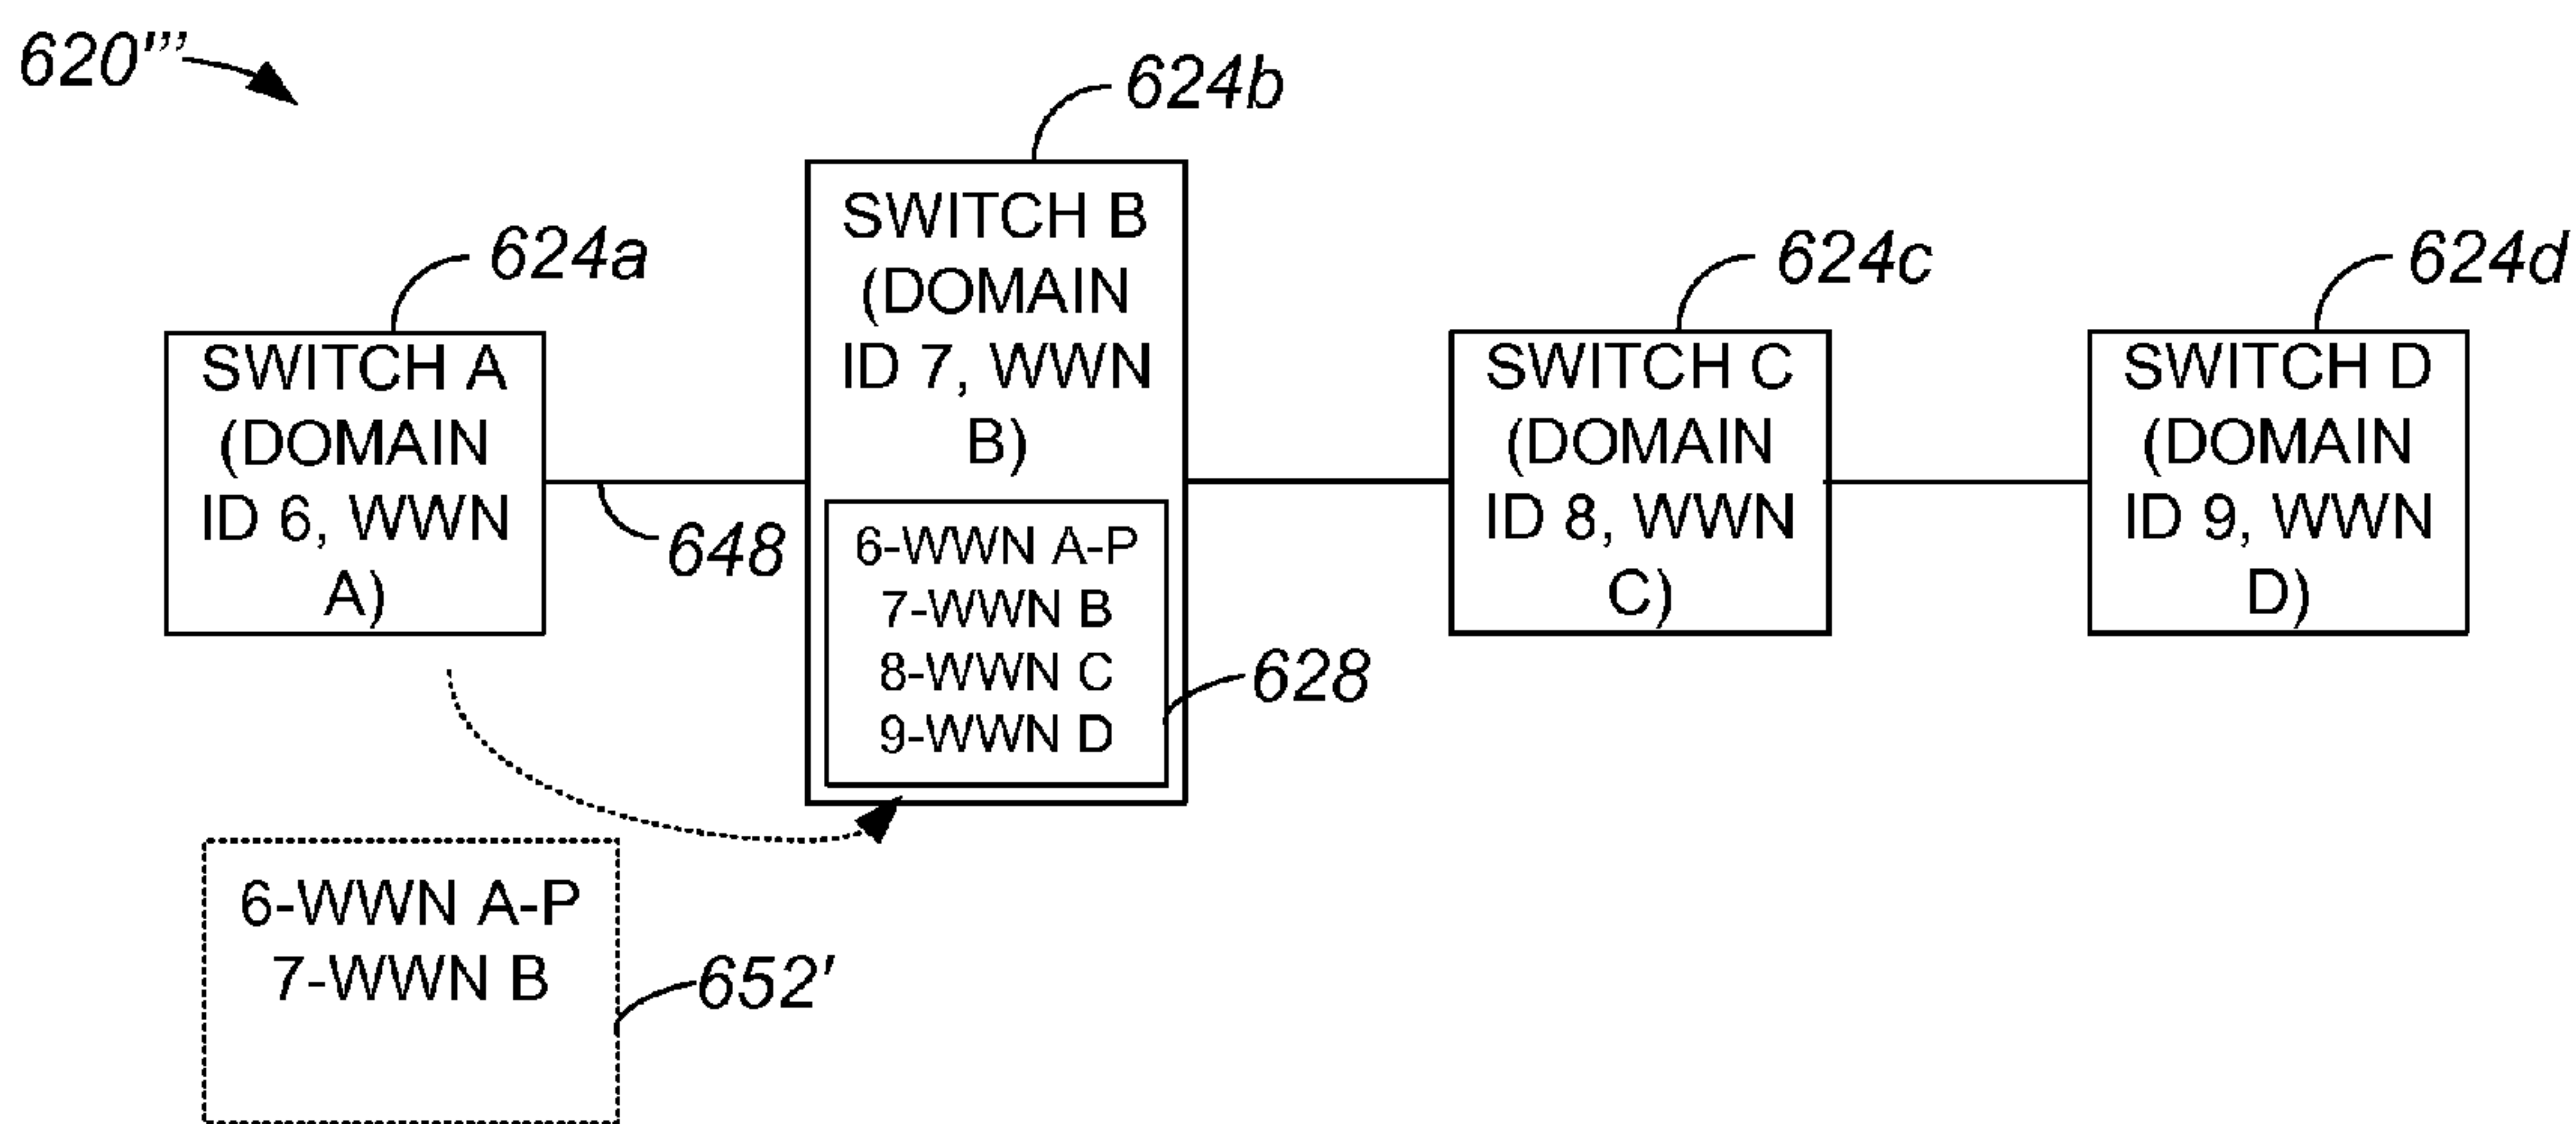 620'''
624b
624a
624c
624d
SWITCH A
(DOMAIN
ID 6, WWN
A)
648
SWITCH B
(DOMAIN
ID 7, WWN
B)
6-WWN A-P
7-WWN B
8-WWN C
9-WWN D
628
SWITCH C
(DOMAIN
ID 8, WWN
C)
SWITCH D
(DOMAIN
ID 9, WWN
D)
6-WWN A-P
7-WWN B
652'